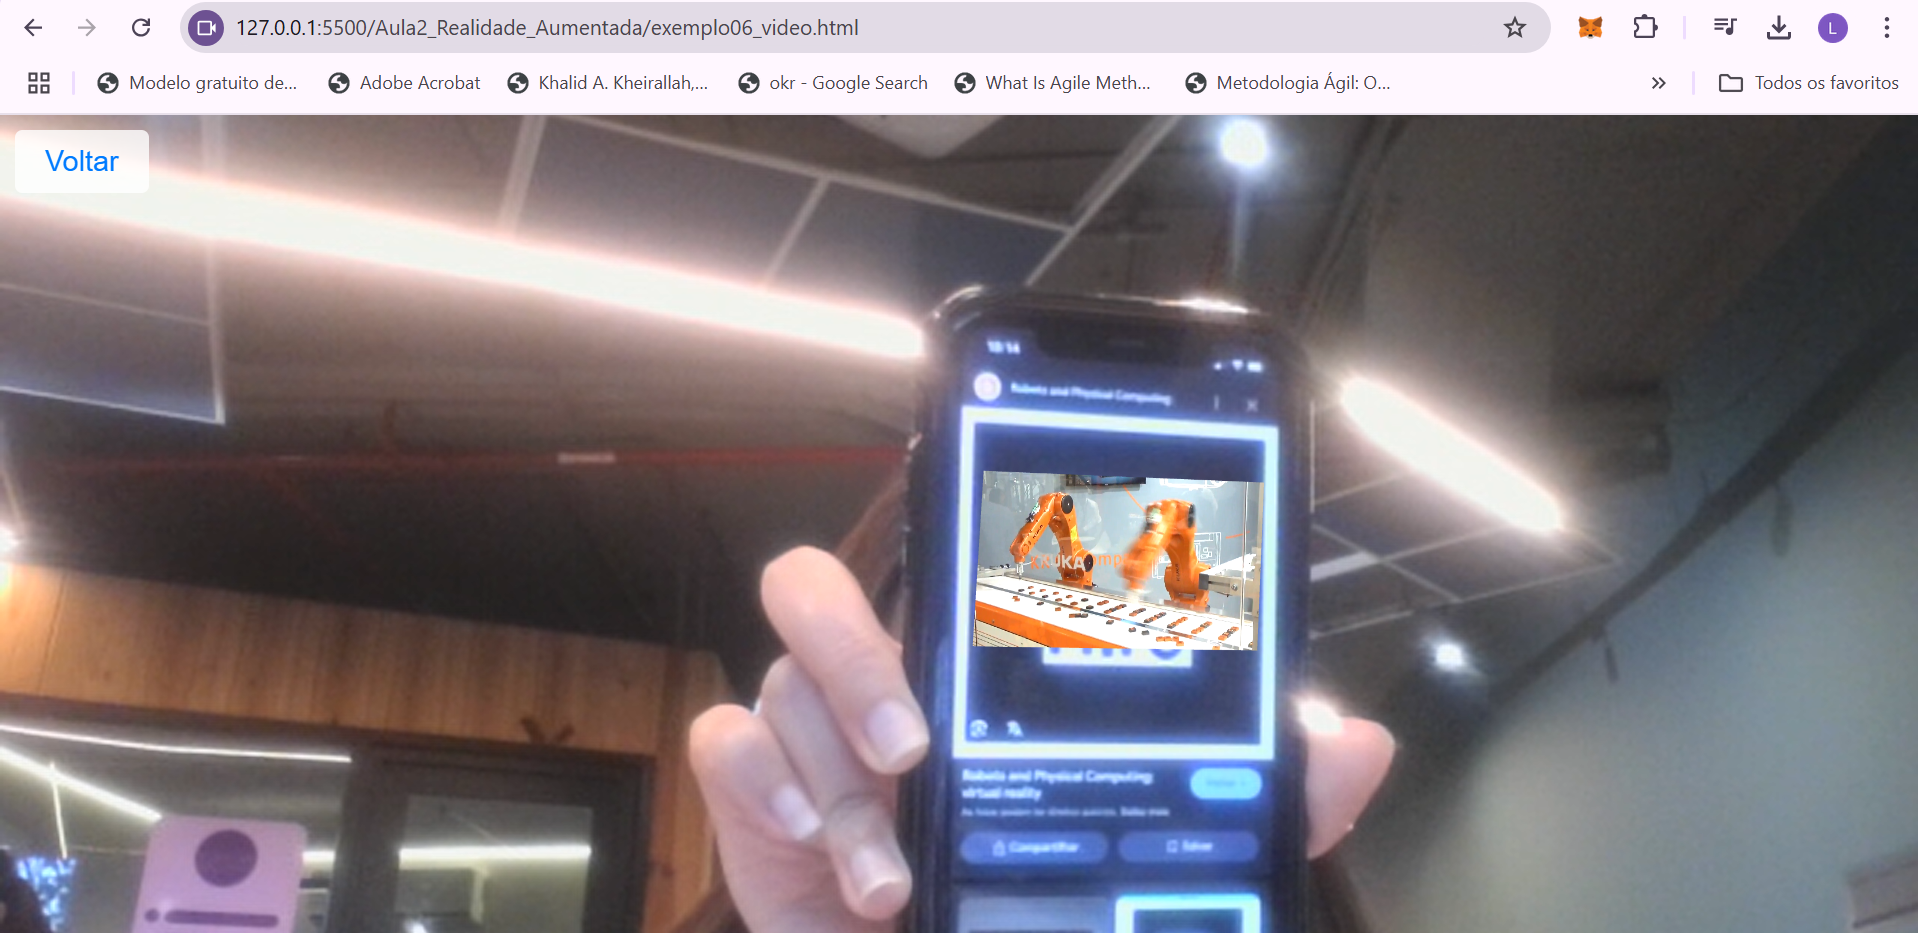 127.0.0.1:5500/Aula2_Realidade_Aumentada/exemplo06_video.html
L
Modelo gratuito de...
Adobe Acrobat
Khalid A. Kheirallah,...
okr - Google Search
What Is Agile Meth...
Metodologia Ágil: O...
Todos os favoritos
Voltar
18:14
Robots and Physical Computing
KUKA
Robots and Physical Computing:
virtual reality
Compartilhar
Salvar